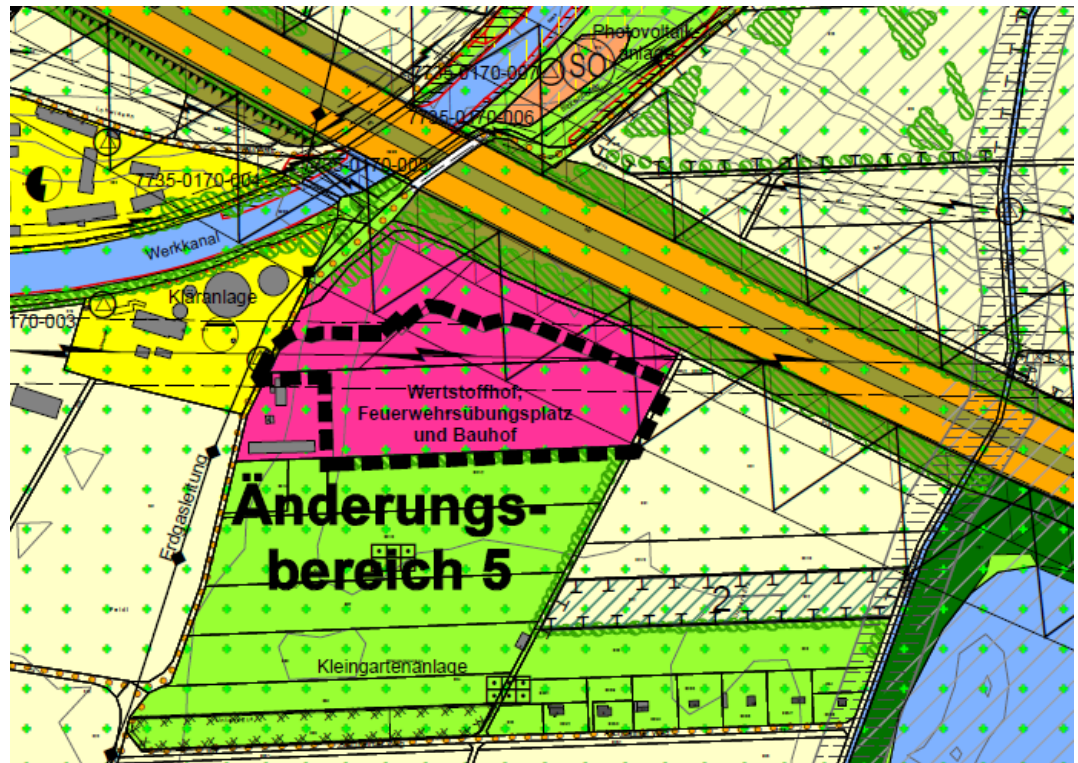 Photovoltaik-
anlage
SO
7735-0170-007
7735-0170-006
7735-0170-005
7735-0170-004
Werkkanal
Kläranlage
170-003
Wertstoffhof;
Feuerwehrsübungsplatz
und Bauhof
Erdgasleitung
Änderungs-
bereich 5
2
Feldl
Kleingartenanlage